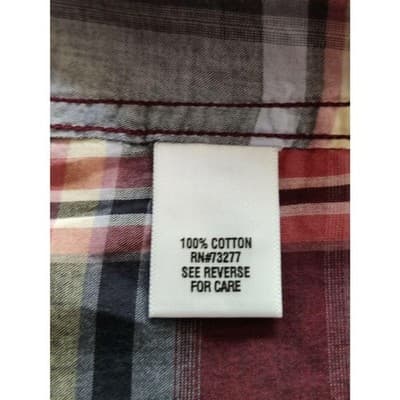 100% COTTON
RN#73277
SEE REVERSE
FOR CARE